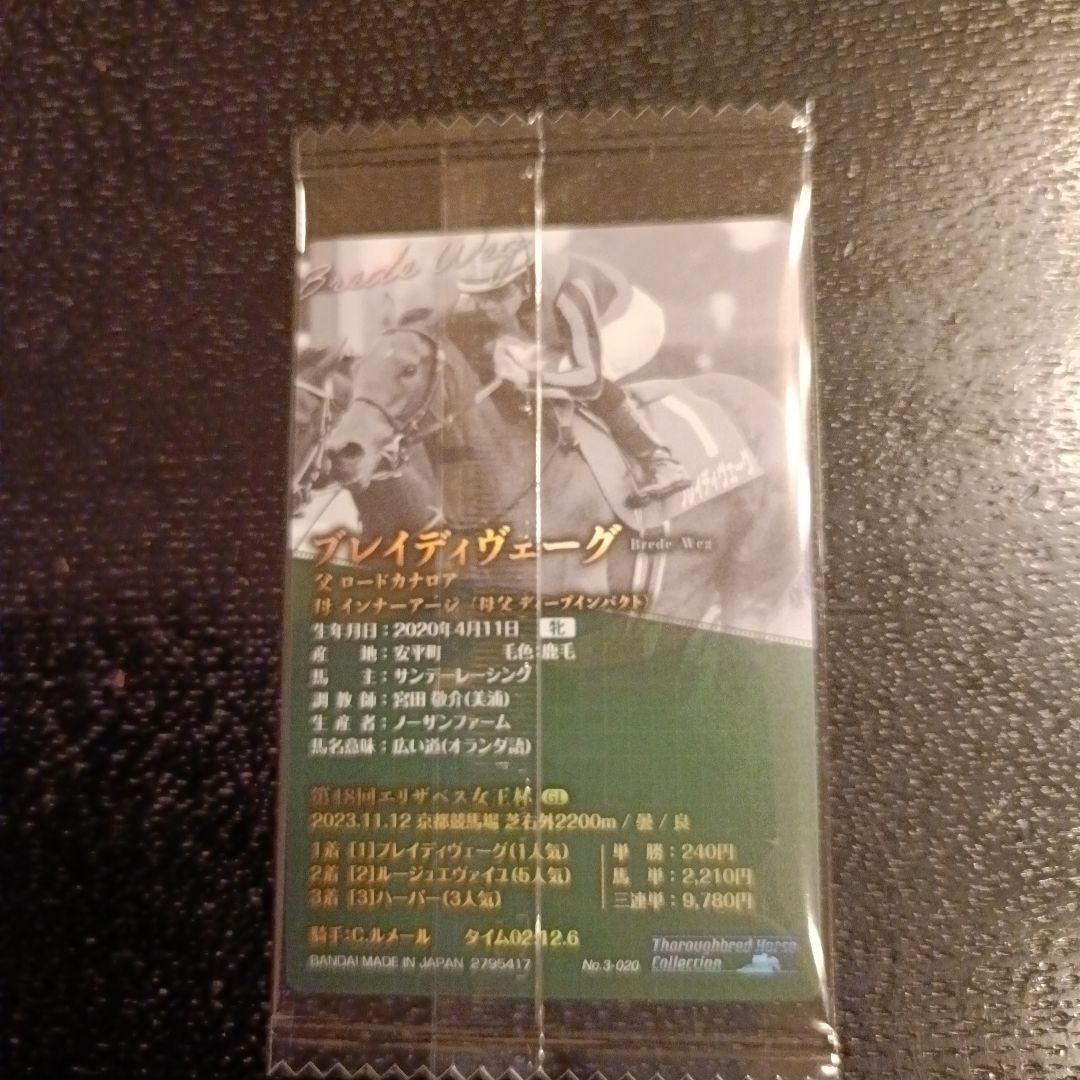 Brede Weg
1
レイディヴェーグ
ブレイディヴェーグ Brede Weg
父 ロードカナロア
母 インナーアージ (母父 ディープインパクト)
生年月日:2020年4月11日 牝
産 地:安平町 毛色:鹿毛
馬 主:サンデーレーシング
調教師:宮田 敬介(美浦)
生産者:ノーザンファーム
馬名意味:広い道(オランダ語)
第48回エリザベス女王杯 GI
2023.11.12 京都競馬場 芝右外2200m / 曇 / 良
1着 [1]ブレイディヴェーグ(1人気) 単 勝:240円
2着 [2]ルージュエヴァイユ(5人気) 馬 単:2,210円
3着 [3]ハーパー(3人気) 三連単:9,780円
騎手:C.ルメール タイム02:12.6
BANDAI MADE IN JAPAN 2795417 No.3-020
Thoroughbred Horse
Collection